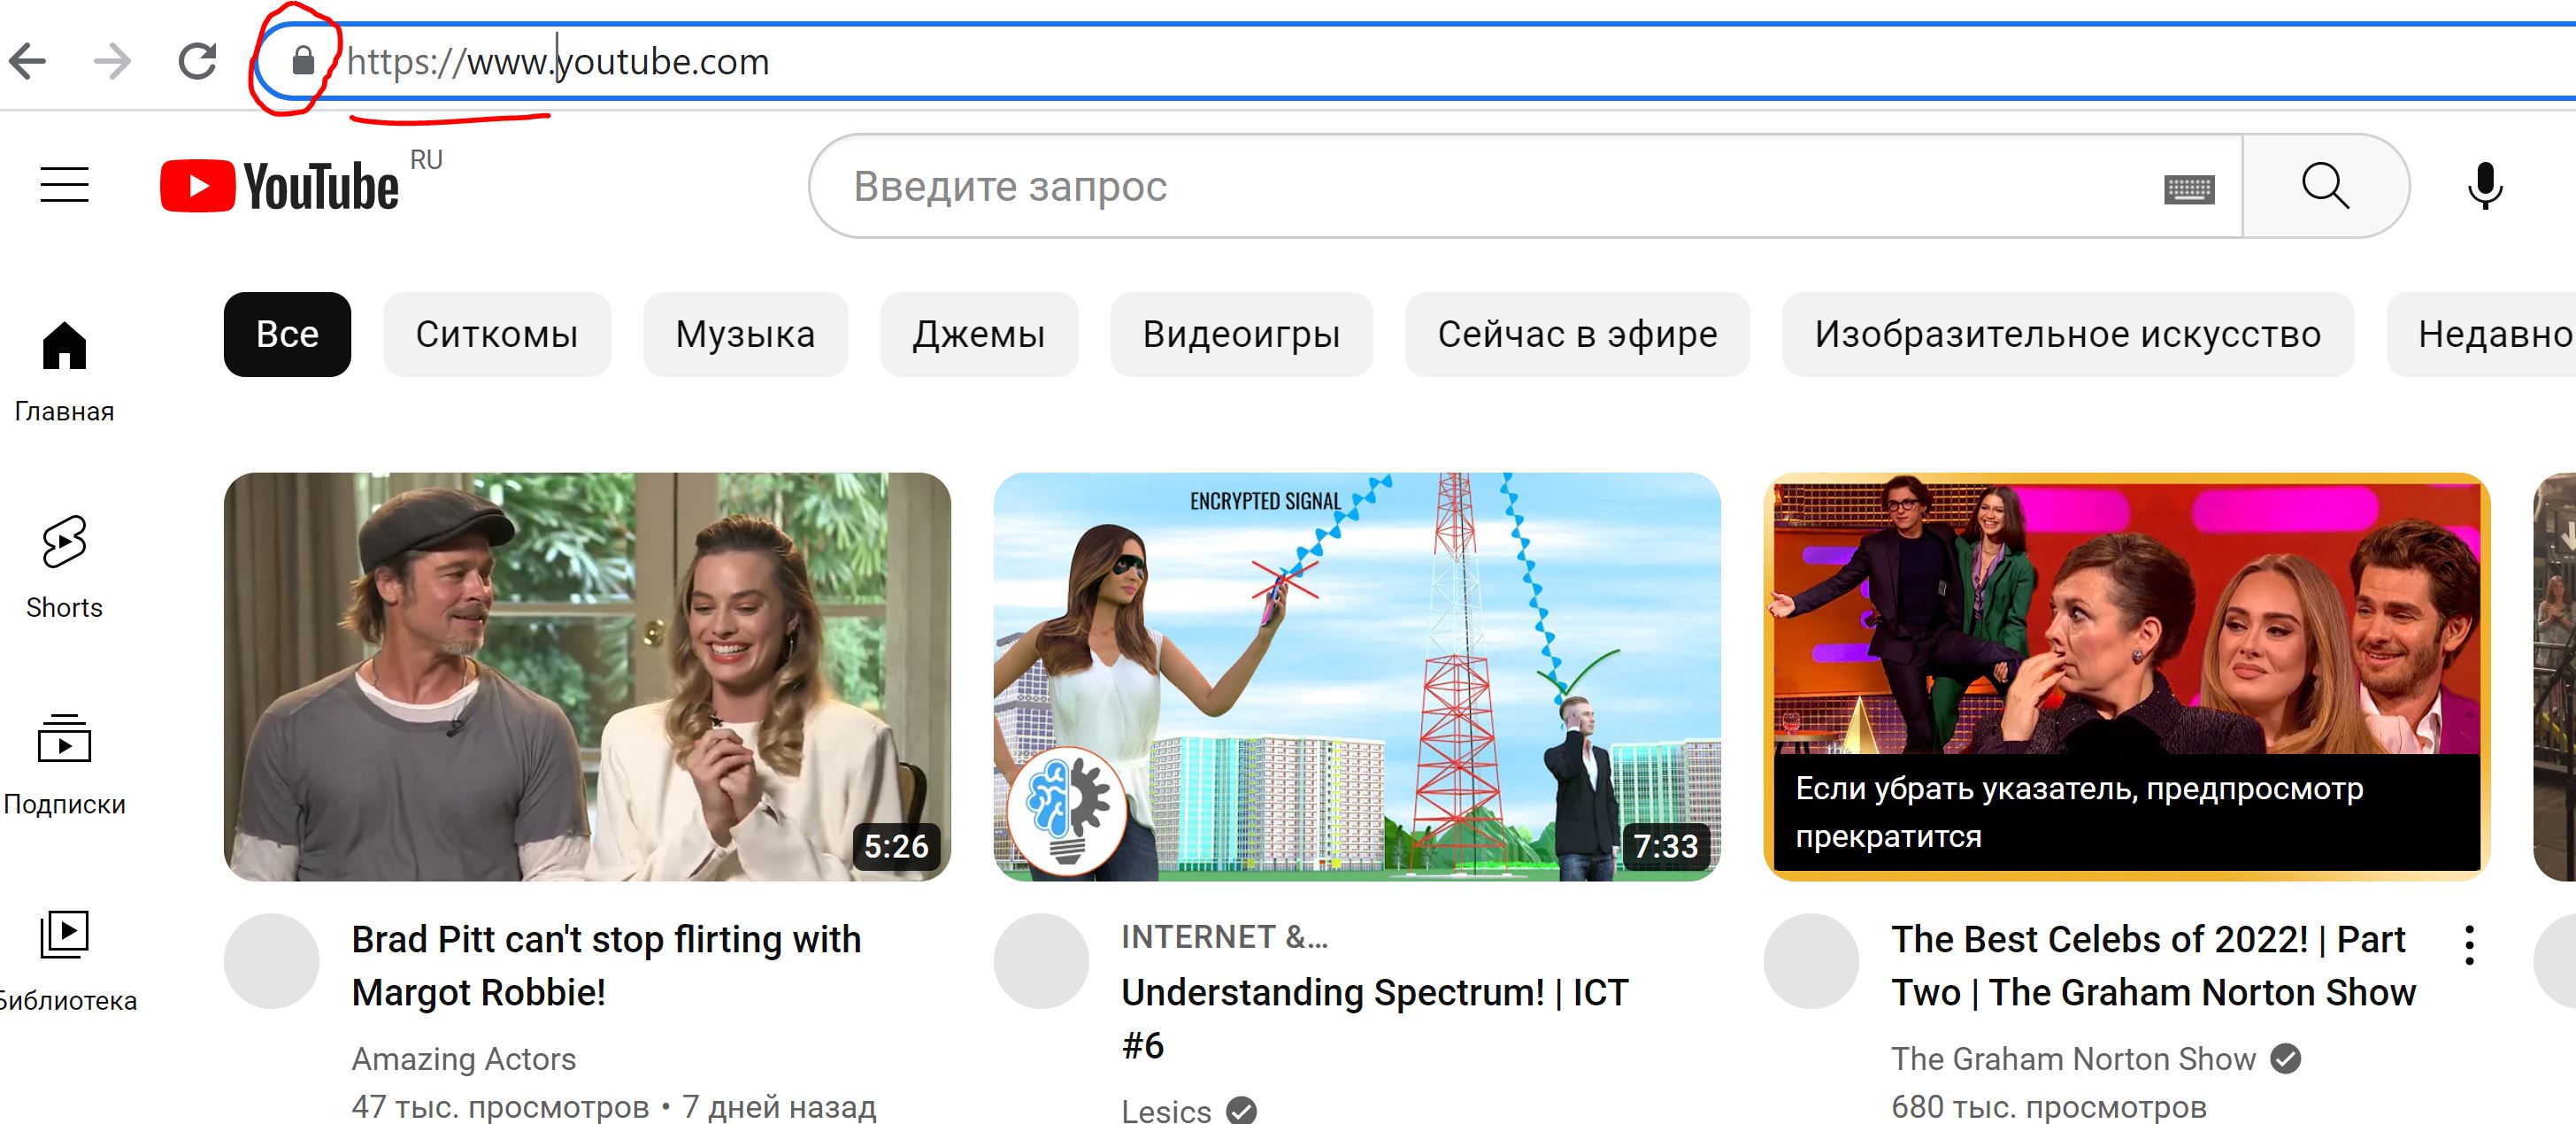 https://www.youtube.com
YouTube RU
Введите запрос
Все
Ситкомы
Музыка
Джемы
Видеоигры
Сейчас в эфире
Изобразительное искусство
Недавно
Главная
Shorts
Подписки
Библиотека
5:26
Brad Pitt can't stop flirting with
Margot Robbie!
Amazing Actors
47 тыс. просмотров • 7 дней назад
ENCRYPTED SIGNAL
7:33
INTERNET &...
Understanding Spectrum! | ICT
#6
Lesics
Если убрать указатель, предпросмотр
прекратится
The Best Celebs of 2022! | Part
Two | The Graham Norton Show
The Graham Norton Show
680 тыс. просмотров